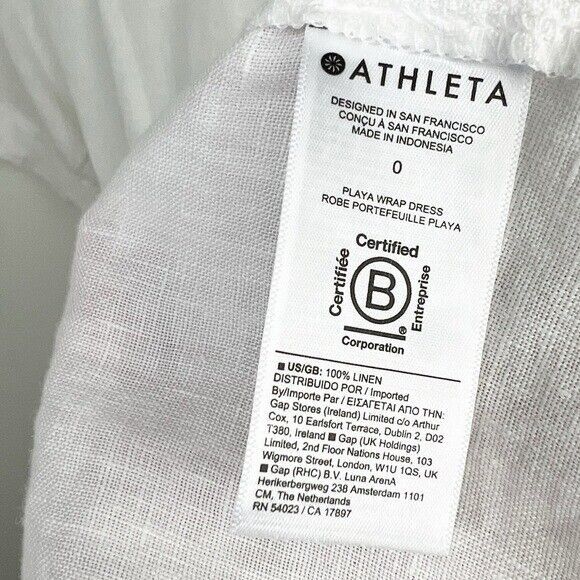 ATHLETA
DESIGNED IN SAN FRANCISCO
CONÇU À SAN FRANCISCO
MADE IN INDONESIA
0
PLAYA WRAP DRESS
ROBE PORTEFEUILLE PLAYA
Certified
Certifiée
B
®
Entreprise
Corporation
■ US/GB: 100% LINEN
DISTRIBUIDO POR / Imported
By/Importe Par / ΕΙΣΑΓΕΤΑΙ ΑΠΟ ΤΗΝ:
Gap Stores (Ireland) Limited c/o Arthur
Cox, 10 Earlsfort Terrace, Dublin 2, D02
T380, Ireland ■ Gap (UK Holdings)
Limited, 2nd Floor Nations House, 103
Wigmore Street, London, W1U 1QS, UK
■ Gap (RHC) B.V. Luna ArenA
Herikerbergweg 238 Amsterdam 1101
CM, The Netherlands
RN 54023 / CA 17897